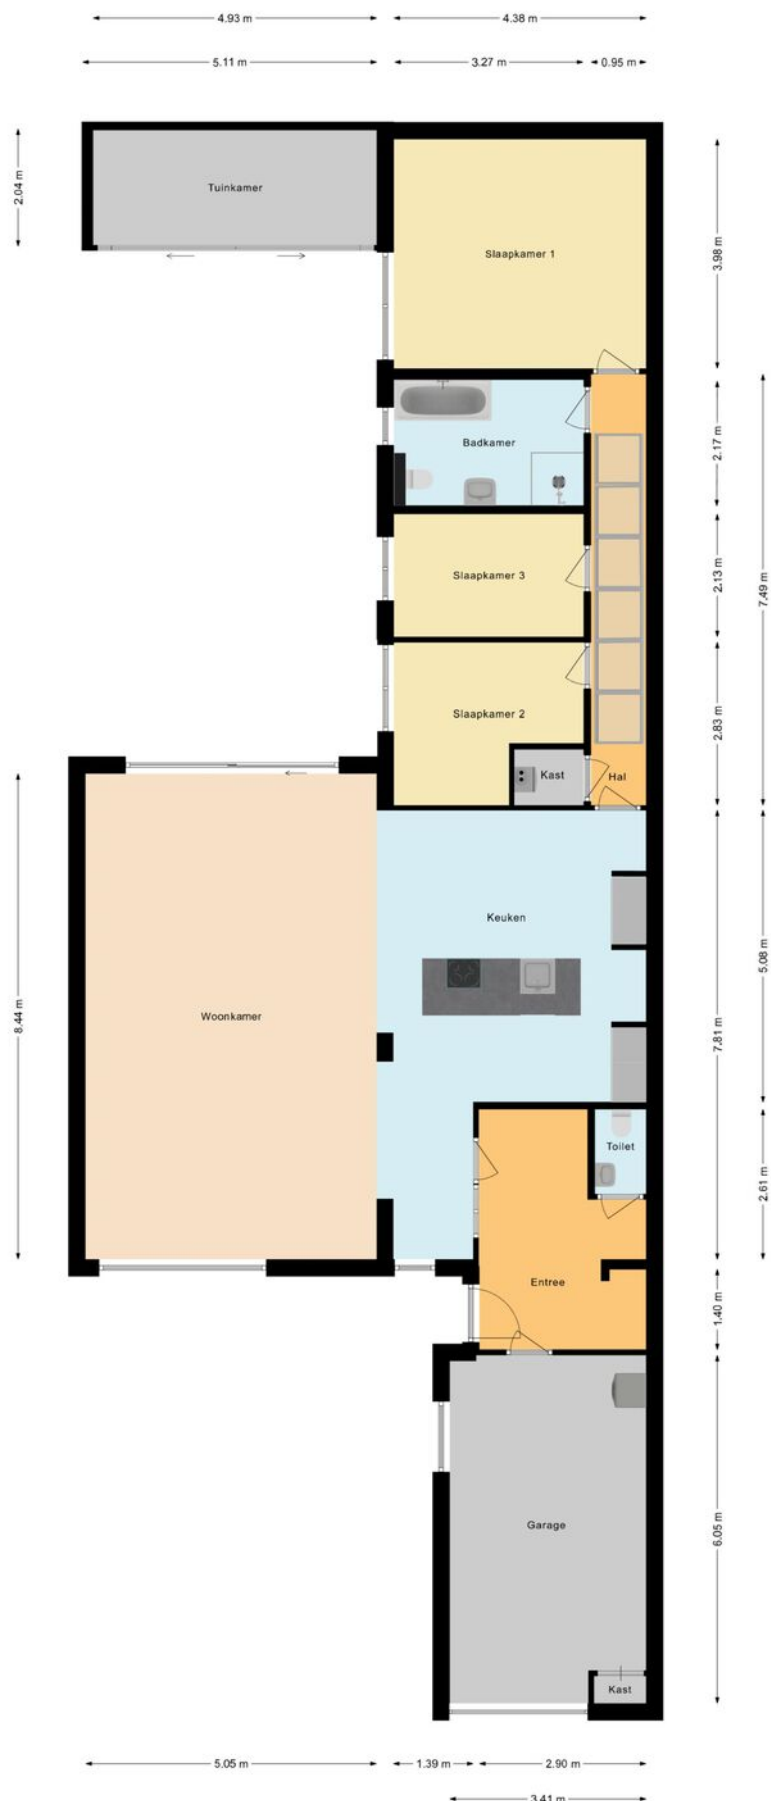 4.93 m
4.38 m
5.11 m
3.27 m
0.95 m
2.04 m
Tuinkamer
Slaapkamer 1
3.98 m
Badkamer
2.17 m
Slaapkamer 3
2.13 m
7.49 m
Slaapkamer 2
2.83 m
Kast
Hal
Keuken
5.08 m
Woonkamer
8.44 m
7.81 m
Toilet
2.61 m
Entree
1.40 m
Garage
6.05 m
Kast
5.05 m
1.39 m
2.90 m
3.41 m